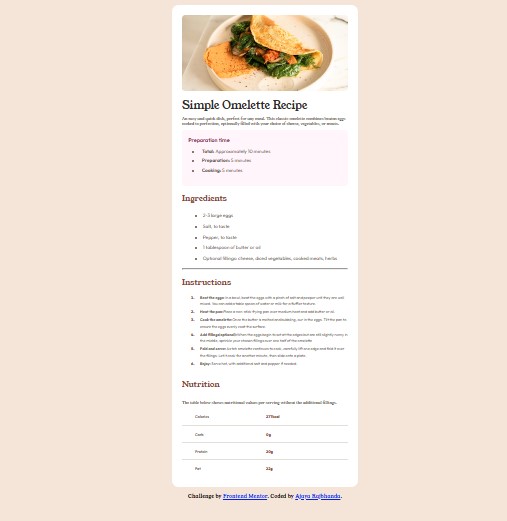 Simple Omelette Recipe
An easy and quick dish, perfect for any meal. This classic omelette combines beaten eggs
cooked to perfection, optionally filled with your choice of cheese, vegetables, or meats.
Preparation time
Total: Approximately 10 minutes
Preparation: 5 minutes
Cooking: 5 minutes
Ingredients
2-3 large eggs
Salt, to taste
Pepper, to taste
1 tablespoon of butter or oil
Optional fillings: cheese, diced vegetables, cooked meats, herbs
Instructions
1. Beat the eggs: In a bowl, beat the eggs with a pinch of salt and pepper until they are well
mixed. You can add a tablespoon of water or milk for a fluffier texture.
2. Heat the pan: Place a non-stick frying pan over medium heat and add butter or oil.
3. Cook the omelette: Once the butter is melted and bubbling, pour in the eggs. Tilt the pan to
ensure the eggs evenly coat the surface.
4. Add fillings (optional): When the eggs begin to set at the edges but are still slightly runny in
the middle, sprinkle your chosen fillings over one half of the omelette.
5. Fold and serve: As the omelette continues to cook, carefully lift one edge and fold it over
the fillings. Let it cook for another minute, then slide onto a plate.
6. Enjoy: Serve hot, with additional salt and pepper if needed.
Nutrition
The table below shows nutritional values per serving without the additional fillings.
Calories 277kcal
Carbs 0g
Protein 20g
Fat 22g
Challenge by Frontend Mentor. Coded by Ajaya Rajbhanda.